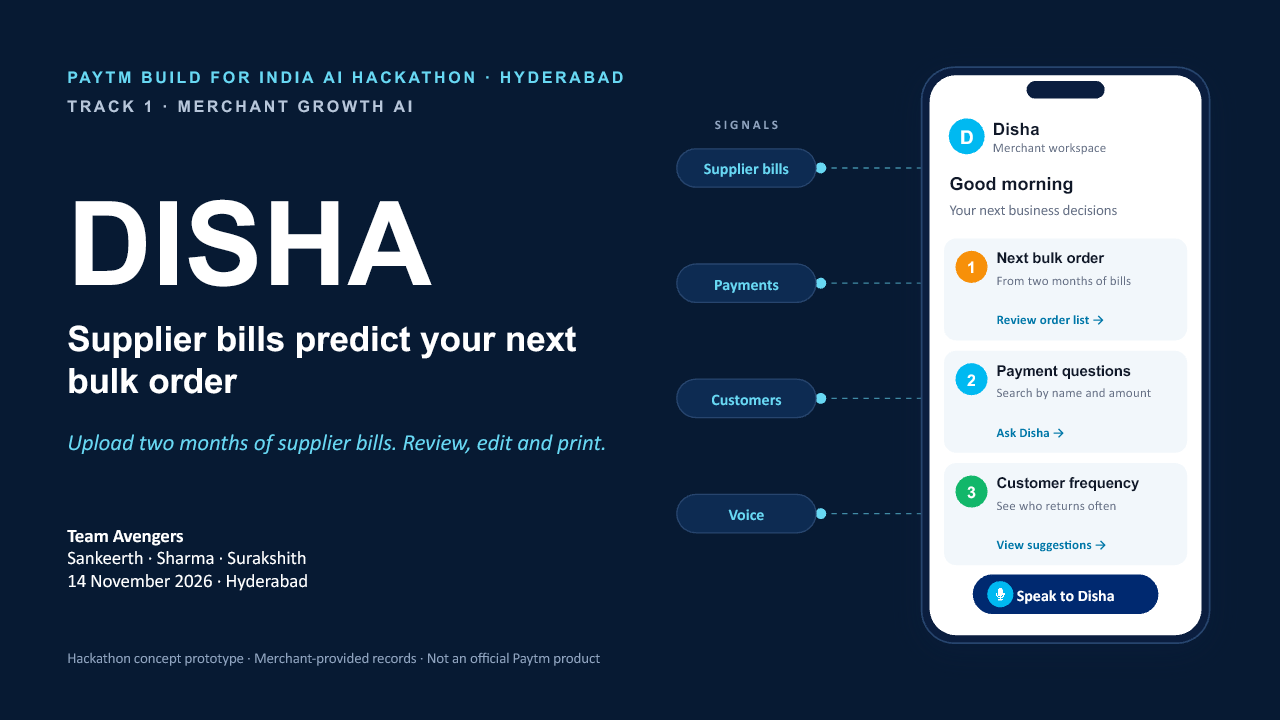 PAYTM BUILD FOR INDIA AI HACKATHON · HYDERABAD
TRACK 1 · MERCHANT GROWTH AI
DISHA
Supplier bills predict your next
bulk order
Upload two months of supplier bills. Review, edit and print.
Team Avengers
Sankeerth · Sharma · Surakshith
14 November 2026 · Hyderabad
Hackathon concept prototype · Merchant-provided records · Not an official Paytm product
SIGNALS
Supplier bills
Payments
Customers
Voice
D
Disha
Merchant workspace
Good morning
Your next business decisions
1
Next bulk order
From two months of bills
Review order list →
2
Payment questions
Search by name and amount
Ask Disha →
3
Customer frequency
See who returns often
View suggestions →
Speak to Disha